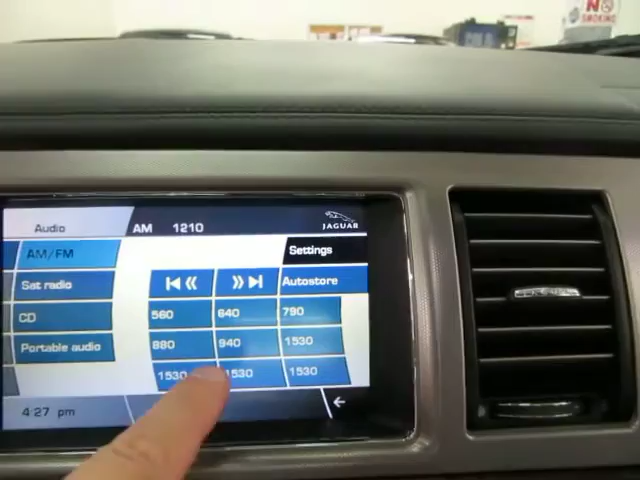 NO
SMOKING
Audio
AM 1210
JAGUAR
AM/FM
Settings
Sat radio
Autostore
CD
560 640 790
Portable audio
880 940 1530
1530 1530 1530
4:27 pm